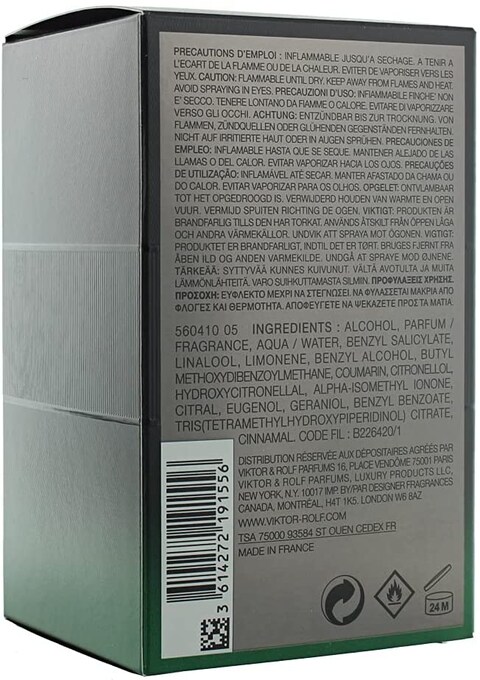 PRECAUTIONS D'EMPLOI : INFLAMMABLE JUSQU'A SECHAGE. A TENIR A
L'ECART DE LA FLAMME OU DE LA CHALEUR. EVITER DE VAPORISER VERS LES
YEUX. CAUTION: FLAMMABLE UNTIL DRY. KEEP AWAY FROM FLAMES AND HEAT.
AVOID SPRAYING IN EYES. PRECAUZIONI D'USO: INFIAMMABILE FINCHE' NON
E' SECCO. TENERE LONTANO DA FIAMME O CALORE. EVITARE DI VAPORIZZARE
VERSO GLI OCCHI. ACHTUNG: ENTZÜNDBAR BIS ZUR TROCKNUNG. VON
FLAMMEN, ZÜNDQUELLEN ODER GLÜHENDEN GEGENSTÄNDEN FERNHALTEN.
NICHT AUF IRRITIERTE HAUT ODER IN AUGEN SPRÜHEN. PRECAUCIONES DE
EMPLEO: INFLAMABLE HASTA QUE SE SEQUE. MANTENER ALEJADO DE LAS
LLAMAS O DEL CALOR. EVITAR VAPORIZAR HACIA LOS OJOS. PRECAUÇÕES
DE UTILIZAÇÃO: INFLAMÁVEL ATÉ SECAR. MANTER AFASTADO DA CHAMA OU
DO CALOR. EVITAR VAPORIZAR PARA OS OLHOS. OPGELET: ONTVLAMBAAR
TOT HET OPGEDROOGD IS. VERWIJDERD HOUDEN VAN WARMTE EN OPEN
VUUR. VERMIJD SPUITEN RICHTING DE OGEN. VIKTIGT: PRODUKTEN ÄR
BRANDFARLIG TILLS DEN HAR TORKAT. ANVÄNDS ÅTSKILT FRÅN ÖPPEN LÅGA
OCH ANDRA VÄRMEKÄLLOR. UNDVIK ATT SPRAYA MOT ÖGONEN. VIGTIGT:
PRODUKTET ER BRANDFARLIGT, INDTIL DET ER TØRT. BRUGES FJERNT FRA
ÅBEN ILD OG ANDEN VARMEKILDE. UNDGÅ AT SPRAY MOD ØJNENE.
TÄRKEÄÄ: SYTTYVÄÄ KUNNES KUIVUNUT. VÄLTÄ AVOTULTA JA MUITA
LÄMMÖNLÄHTEITÄ. VARO SUIHKUTTAMASTA SILMIIN. ΠΡΟΦΥΛΑΞΕΙΣ ΧΡΗΣΗΣ.
ΠΡΟΣΟΧΗ: ΕΥΦΛΕΚΤΟ ΜΕΧΡΙ ΝΑ ΣΤΕΓΝΩΣΕΙ. ΝΑ ΦΥΛΑΣΣΕΤΑΙ ΜΑΚΡΙΑ ΑΠΟ
ΦΛΟΓΕΣ ΚΑΙ ΘΕΡΜΟΤΗΤΑ. ΑΠΟΦΕΥΓΕΤΕ ΝΑ ΨΕΚΑΖΕΤΕ ΠΡΟΣ ΤΑ ΜΑΤΙΑ.
560410 05 INGREDIENTS : ALCOHOL, PARFUM /
FRAGRANCE, AQUA / WATER, BENZYL SALICYLATE,
LINALOOL, LIMONENE, BENZYL ALCOHOL, BUTYL
METHOXYDIBENZOYLMETHANE, COUMARIN, CITRONELLOL,
HYDROXYCITRONELLAL, ALPHA-ISOMETHYL IONONE,
CITRAL, EUGENOL, GERANIOL, BENZYL BENZOATE,
TRIS(TETRAMETHYLHYDROXYPIPERIDINOL) CITRATE,
CINNAMAL. CODE FIL : B226420/1
DISTRIBUTION RÉSERVÉE AUX DÉPOSITAIRES AGRÉÉS PAR
VIKTOR & ROLF PARFUMS 16, PLACE VENDÔME 75001 PARIS
VIKTOR & ROLF PARFUMS, LUXURY PRODUCTS LLC,
NEW YORK, N.Y. 10017 IMP. BY/PAR DESIGNER FRAGRANCES
CANADA, MONTRÉAL, H4T 1K5. LONDON W6 8AZ
WWW.VIKTOR-ROLF.COM
TSA 75000 93584 ST OUEN CEDEX FR
MADE IN FRANCE
3 614272 191556
24 M